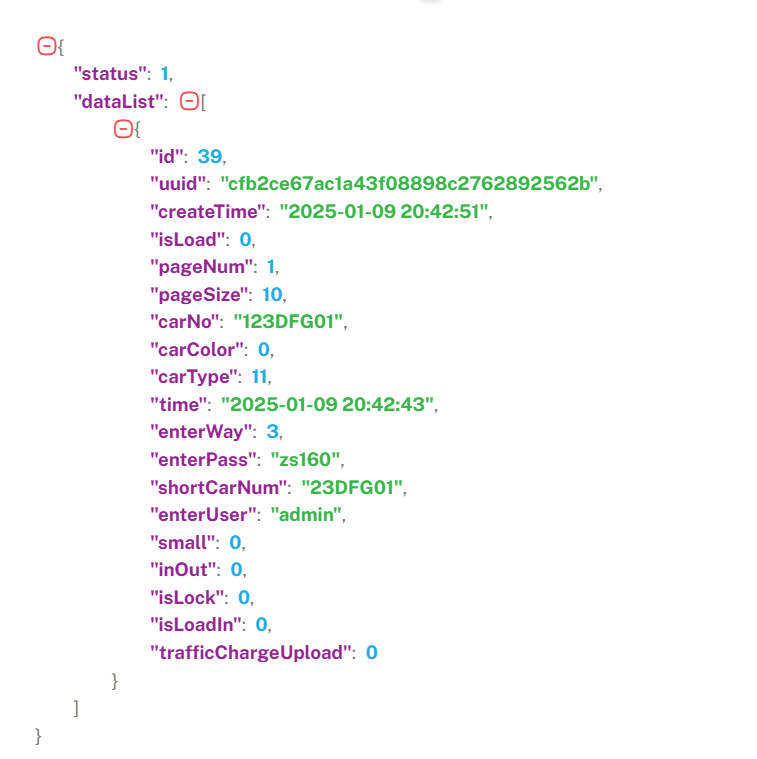 {
"status": 1,
"dataList": [
{
"id": 39,
"uuid": "cfb2ce67ac1a43f08898c2762892562b",
"createTime": "2025-01-09 20:42:51",
"isLoad": 0,
"pageNum": 1,
"pageSize": 10,
"carNo": "123DFG01",
"carColor": 0,
"carType": 11,
"time": "2025-01-09 20:42:43",
"enterWay": 3,
"enterPass": "zs160",
"shortCarNum": "23DFG01",
"enterUser": "admin",
"small": 0,
"inOut": 0,
"isLock": 0,
"isLoadIn": 0,
"trafficChargeUpload": 0
}
]
}